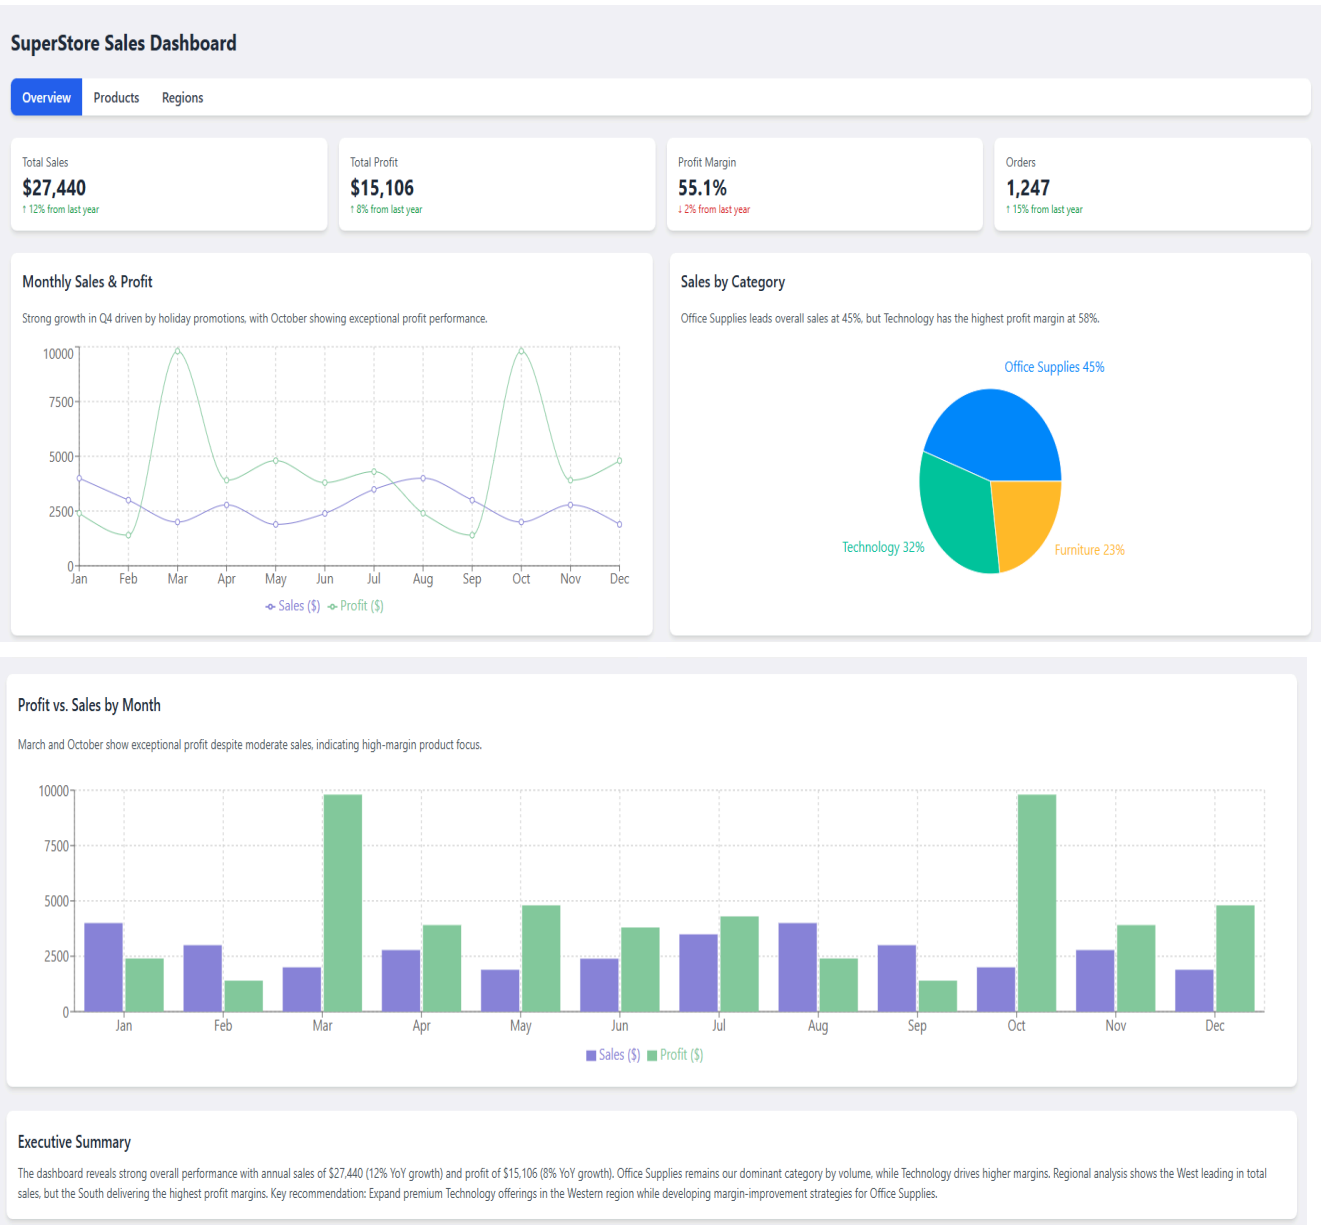 SuperStore Sales Dashboard
Overview Products Regions
Total Sales
$27,440
↑ 12% from last year
Total Profit
$15,106
↑ 8% from last year
Profit Margin
55.1%
↓ 2% from last year
Orders
1,247
↑ 15% from last year
Monthly Sales & Profit
Strong growth in Q4 driven by holiday promotions, with October showing exceptional profit performance.
10000
7500
5000
2500
0
Jan Feb Mar Apr May Jun Jul Aug Sep Oct Nov Dec
Sales ($) Profit ($)
Sales by Category
Office Supplies leads overall sales at 45%, but Technology has the highest profit margin at 58%.
Office Supplies 45%
Technology 32%
Furniture 23%
Profit vs. Sales by Month
March and October show exceptional profit despite moderate sales, indicating high-margin product focus.
10000
7500
5000
2500
0
Jan Feb Mar Apr May Jun Jul Aug Sep Oct Nov Dec
Sales ($) Profit ($)
Executive Summary
The dashboard reveals strong overall performance with annual sales of $27,440 (12% YoY growth) and profit of $15,106 (8% YoY growth). Office Supplies remains our dominant category by volume, while Technology drives higher margins. Regional analysis shows the West leading in total
sales, but the South delivering the highest profit margins. Key recommendation: Expand premium Technology offerings in the Western region while developing margin-improvement strategies for Office Supplies.